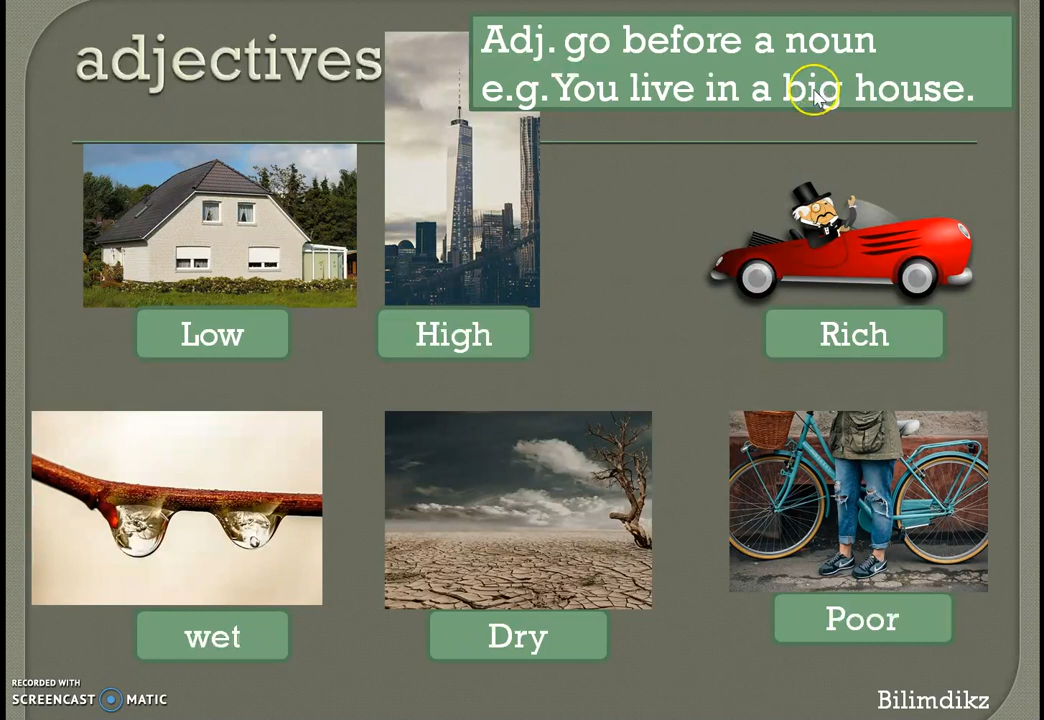 adjectives
Adj. go before a noun
e.g. You live in a big house.
Low
High
Rich
wet
Dry
Poor
RECORDED WITH
SCREENCAST MATIC
Bilimdikz